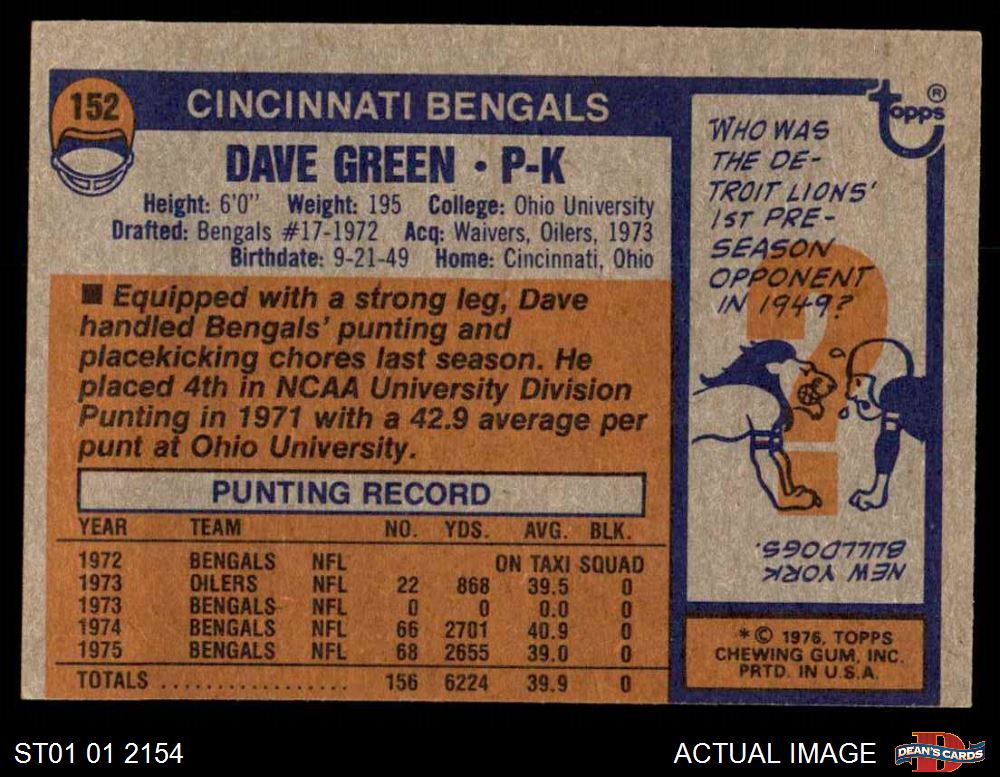 152
CINCINNATI BENGALS
DAVE GREEN • P-K
Height: 6'0" Weight: 195 College: Ohio University
Drafted: Bengals #17-1972 Acq: Waivers, Oilers, 1973
Birthdate: 9-21-49 Home: Cincinnati, Ohio
■ Equipped with a strong leg, Dave
handled Bengals' punting and
placekicking chores last season. He
placed 4th in NCAA University Division
Punting in 1971 with a 42.9 average per
punt at Ohio University.
PUNTING RECORD
YEAR TEAM NO. YDS. AVG. BLK.
1972 BENGALS NFL ON TAXI SQUAD
1973 OILERS NFL 22 868 39.5 0
1973 BENGALS NFL 0 0 0.0 0
1974 BENGALS NFL 66 2701 40.9 0
1975 BENGALS NFL 68 2655 39.0 0
TOTALS .................. 156 6224 39.9 0
Topps ®
WHO WAS
THE DE-
TROIT LIONS'
1ST PRE-
SEASON
OPPONENT
IN 1949?
?
NEW YORK
BULLDOGS.
* © 1976, TOPPS
CHEWING GUM, INC.
PRTD. IN U.S.A.
ST01 01 2154
ACTUAL IMAGE
D
DEAN'S CARDS